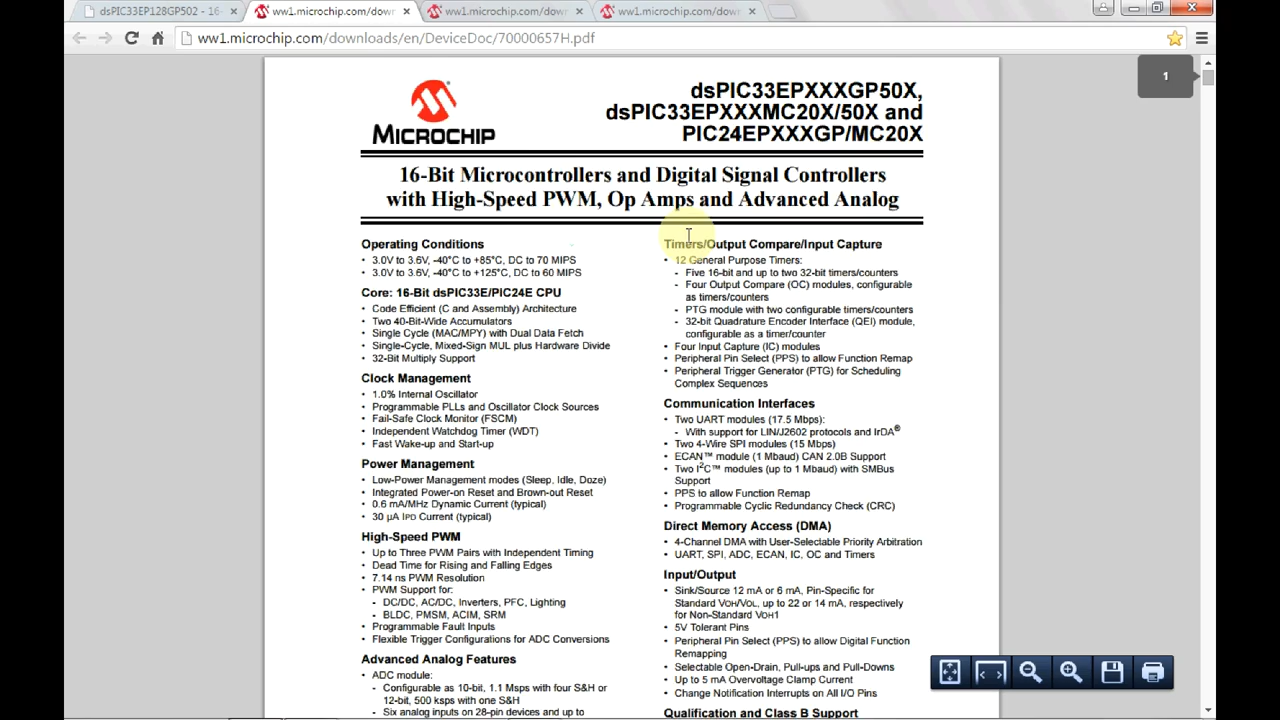 dsPIC33EP128GP502 - 16-
ww1.microchip.com/dow
ww1.microchip.com/dow
ww1.microchip.com/dow
ww1.microchip.com/downloads/en/DeviceDoc/70000657H.pdf
1
MICROCHIP
dsPIC33EPXXXGP50X,
dsPIC33EPXXXMC20X/50X and
PIC24EPXXXGP/MC20X
16-Bit Microcontrollers and Digital Signal Controllers
with High-Speed PWM, Op Amps and Advanced Analog
Operating Conditions
• 3.0V to 3.6V, -40°C to +85°C, DC to 70 MIPS
• 3.0V to 3.6V, -40°C to +125°C, DC to 60 MIPS
Core: 16-Bit dsPIC33E/PIC24E CPU
• Code Efficient (C and Assembly) Architecture
• Two 40-Bit-Wide Accumulators
• Single Cycle (MAC/MPY) with Dual Data Fetch
• Single-Cycle, Mixed-Sign MUL plus Hardware Divide
• 32-Bit Multiply Support
Clock Management
• 1.0% Internal Oscillator
• Programmable PLLs and Oscillator Clock Sources
• Fail-Safe Clock Monitor (FSCM)
• Independent Watchdog Timer (WDT)
• Fast Wake-up and Start-up
Power Management
• Low-Power Management modes (Sleep, Idle, Doze)
• Integrated Power-on Reset and Brown-out Reset
• 0.6 mA/MHz Dynamic Current (typical)
• 30 µA IPD Current (typical)
High-Speed PWM
• Up to Three PWM Pairs with Independent Timing
• Dead Time for Rising and Falling Edges
• 7.14 ns PWM Resolution
• PWM Support for:
- DC/DC, AC/DC, Inverters, PFC, Lighting
- BLDC, PMSM, ACIM, SRM
• Programmable Fault Inputs
• Flexible Trigger Configurations for ADC Conversions
Advanced Analog Features
• ADC module:
- Configurable as 10-bit, 1.1 Msps with four S&H or
12-bit, 500 ksps with one S&H
- Six analog inputs on 28-pin devices and up to
Timers/Output Compare/Input Capture
• 12 General Purpose Timers:
- Five 16-bit and up to two 32-bit timers/counters
- Four Output Compare (OC) modules, configurable
as timers/counters
- PTG module with two configurable timers/counters
- 32-bit Quadrature Encoder Interface (QEI) module,
configurable as a timer/counter
• Four Input Capture (IC) modules
• Peripheral Pin Select (PPS) to allow Function Remap
• Peripheral Trigger Generator (PTG) for Scheduling
Complex Sequences
Communication Interfaces
• Two UART modules (17.5 Mbps):
- With support for LIN/J2602 protocols and IrDA®
• Two 4-Wire SPI modules (15 Mbps)
• ECAN™ module (1 Mbaud) CAN 2.0B Support
• Two I²C™ modules (up to 1 Mbaud) with SMBus
Support
• PPS to allow Function Remap
• Programmable Cyclic Redundancy Check (CRC)
Direct Memory Access (DMA)
• 4-Channel DMA with User-Selectable Priority Arbitration
• UART, SPI, ADC, ECAN, IC, OC and Timers
Input/Output
• Sink/Source 12 mA or 6 mA, Pin-Specific for
Standard VOH/VOL, up to 22 or 14 mA, respectively
for Non-Standard VOH1
• 5V Tolerant Pins
• Peripheral Pin Select (PPS) to allow Digital Function
Remapping
• Selectable Open-Drain, Pull-ups and Pull-Downs
• Up to 5 mA Overvoltage Clamp Current
• Change Notification Interrupts on All I/O Pins
Qualification and Class B Support